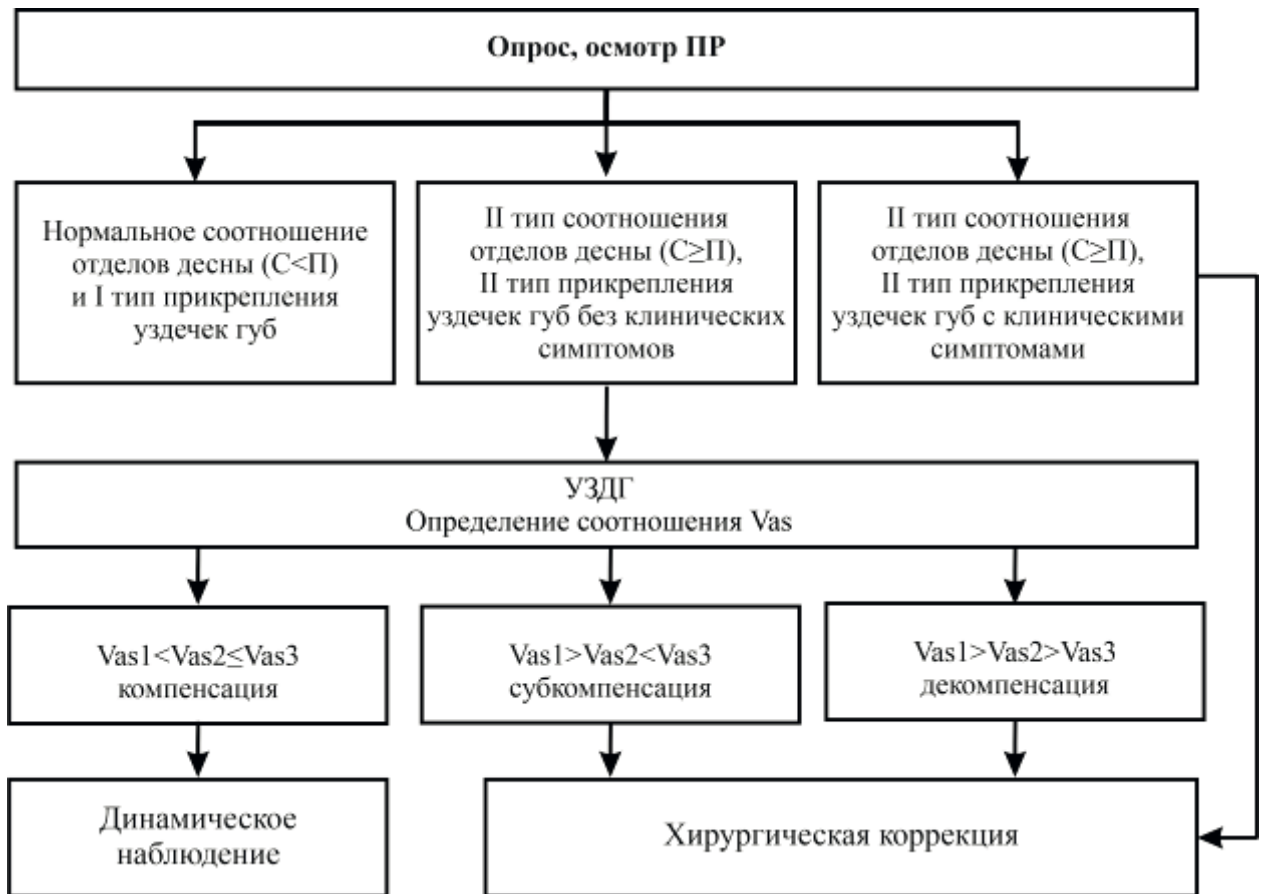 Опрос, осмотр ПР
Нормальное соотношение
отделов десны (С<П)
и I тип прикрепления
уздечек губ
II тип соотношения
отделов десны (С≥П),
II тип прикрепления
уздечек губ без клинических
симптомов
II тип соотношения
отделов десны (С≥П),
II тип прикрепления
уздечек губ с клиническими
симптомами
УЗДГ
Определение соотношения Vas
Vas1<Vas2≤Vas3
компенсация
Vas1>Vas2<Vas3
субкомпенсация
Vas1>Vas2>Vas3
декомпенсация
Динамическое
наблюдение
Хирургическая коррекция